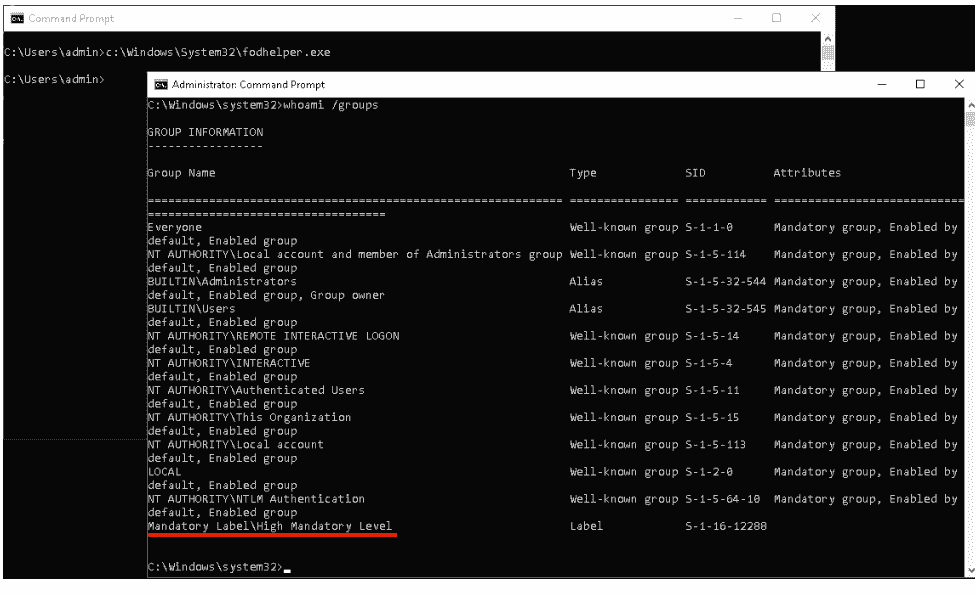 Command Prompt
C:\Users\admin>c:\Windows\System32\fodhelper.exe
C:\Users\admin>
Administrator: Command Prompt
C:\Windows\system32>whoami /groups
GROUP INFORMATION
-----------------
Group Name Type SID Attributes
============================================================= ================ ============ ===========================
===================================
Everyone Well-known group S-1-1-0 Mandatory group, Enabled by
default, Enabled group
NT AUTHORITY\Local account and member of Administrators group Well-known group S-1-5-114 Mandatory group, Enabled by
default, Enabled group
BUILTIN\Administrators Alias S-1-5-32-544 Mandatory group, Enabled by
default, Enabled group, Group owner
BUILTIN\Users Alias S-1-5-32-545 Mandatory group, Enabled by
default, Enabled group
NT AUTHORITY\REMOTE INTERACTIVE LOGON Well-known group S-1-5-14 Mandatory group, Enabled by
default, Enabled group
NT AUTHORITY\INTERACTIVE Well-known group S-1-5-4 Mandatory group, Enabled by
default, Enabled group
NT AUTHORITY\Authenticated Users Well-known group S-1-5-11 Mandatory group, Enabled by
default, Enabled group
NT AUTHORITY\This Organization Well-known group S-1-5-15 Mandatory group, Enabled by
default, Enabled group
NT AUTHORITY\Local account Well-known group S-1-5-113 Mandatory group, Enabled by
default, Enabled group
LOCAL Well-known group S-1-2-0 Mandatory group, Enabled by
default, Enabled group
NT AUTHORITY\NTLM Authentication Well-known group S-1-5-64-10 Mandatory group, Enabled by
default, Enabled group
Mandatory Label\High Mandatory Level Label S-1-16-12288
C:\Windows\system32>